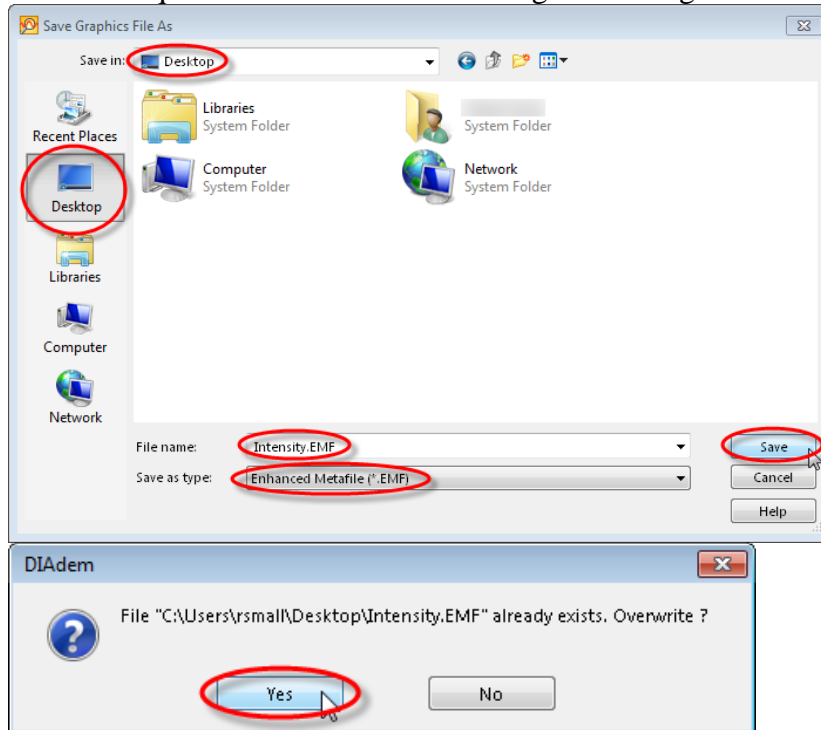 Save Graphics File As
Save in: Desktop
Recent Places
Desktop
Libraries
Computer
Network
Libraries
System Folder
System Folder
Computer
System Folder
Network
System Folder
File name: Intensity.EMF
Save as type: Enhanced Metafile (*.EMF)
Save
Cancel
Help
DIAdem
File "C:\Users\rsmall\Desktop\Intensity.EMF" already exists. Overwrite ?
Yes
No